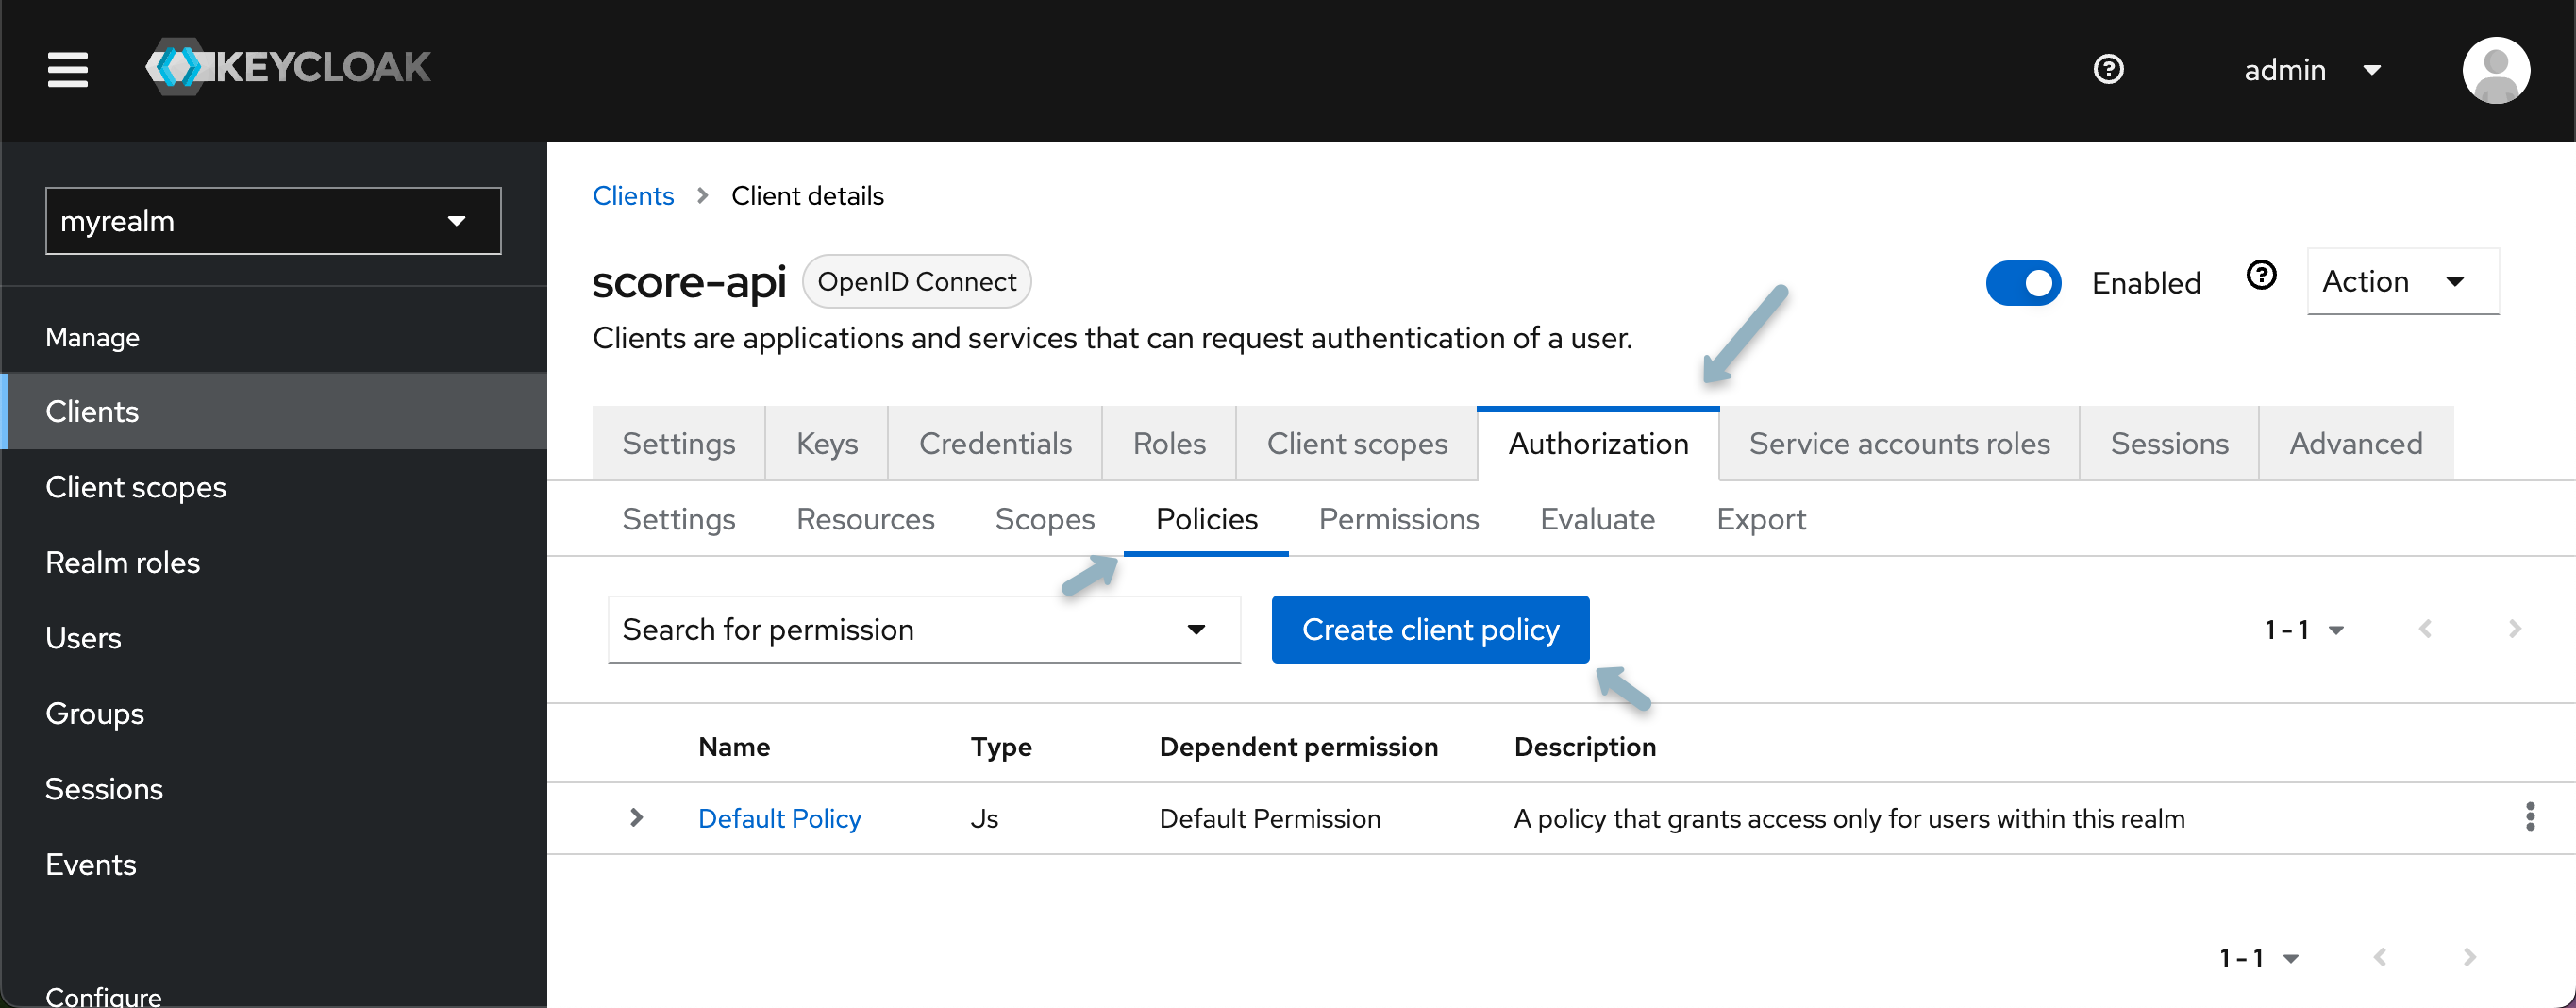 KEYCLOAK
admin
myrealm
Manage
Clients
Client scopes
Realm roles
Users
Groups
Sessions
Events
Configure
Clients > Client details
score-api OpenID Connect
Enabled
Action
Clients are applications and services that can request authentication of a user.
Settings Keys Credentials Roles Client scopes Authorization Service accounts roles Sessions Advanced
Settings Resources Scopes Policies Permissions Evaluate Export
Search for permission Create client policy 1 - 1
Name Type Dependent permission Description
Default Policy Js Default Permission A policy that grants access only for users within this realm
1 - 1